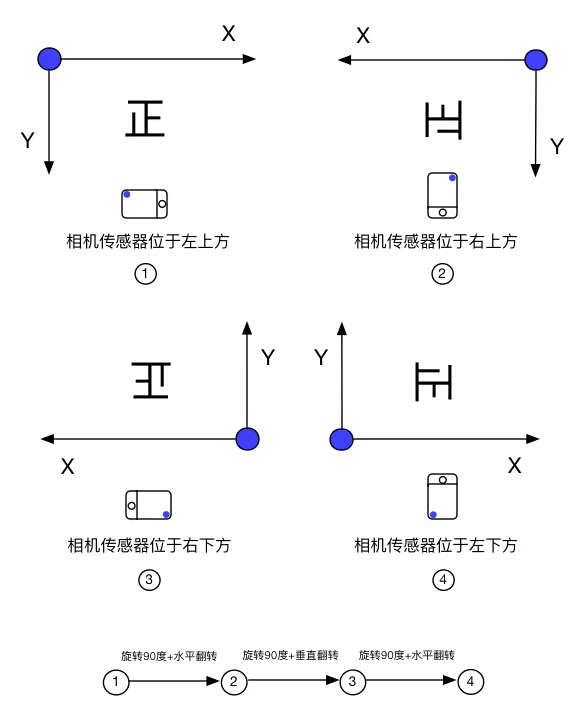 X
X
Y
Y
正
正
相机传感器位于左上方
相机传感器位于右上方
1
2
Y
Y
正
正
X
X
相机传感器位于右下方
相机传感器位于左下方
3
4
旋转90度+水平翻转
旋转90度+垂直翻转
旋转90度+水平翻转
1
2
3
4